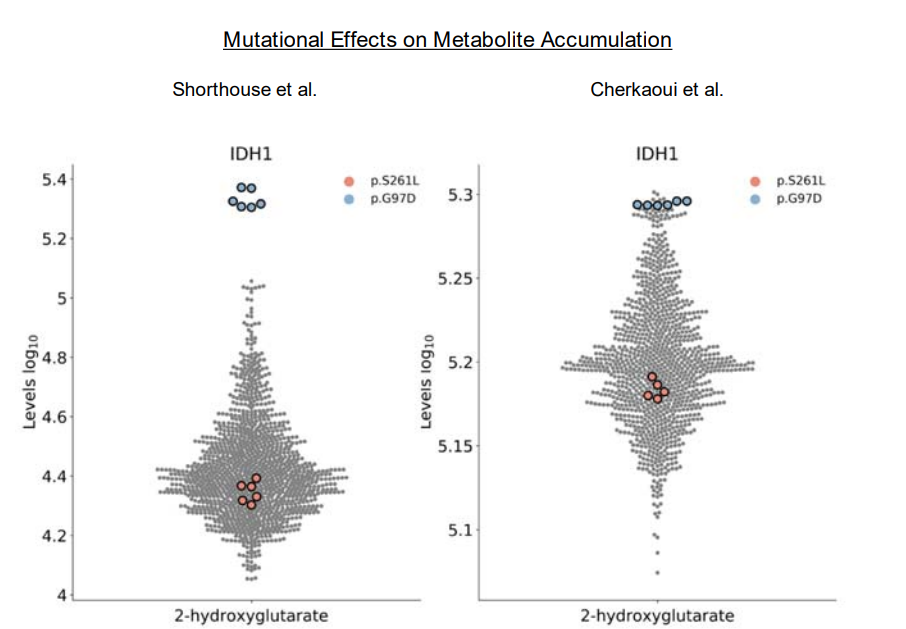 Mutational Effects on Metabolite Accumulation
Shorthouse et al.
Cherkaoui et al.
IDH1
p.S261L
p.G97D
5.4
5.2
5
4.8
4.6
4.4
4.2
4
Levels log10
2-hydroxyglutarate
IDH1
p.S261L
p.G97D
5.3
5.25
5.2
5.15
5.1
Levels log10
2-hydroxyglutarate